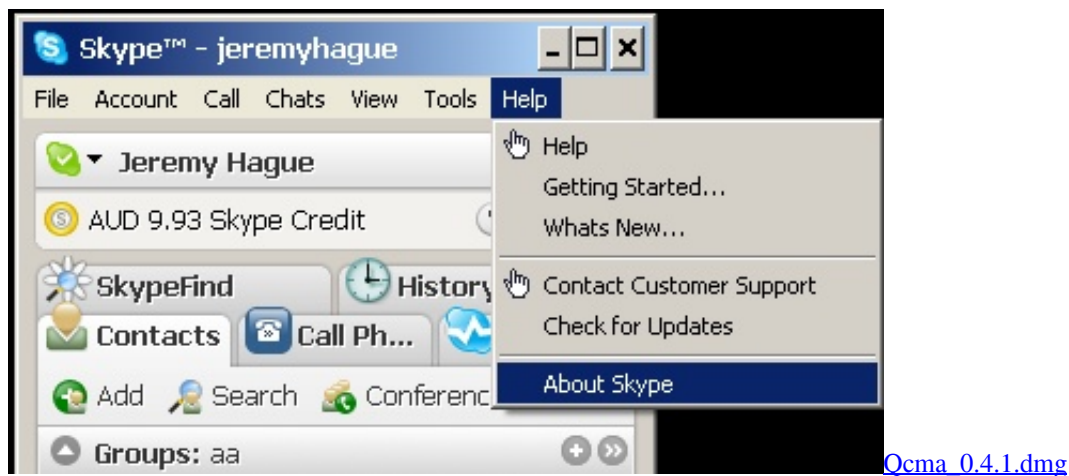 Skype™ - jeremyhague
File Account Call Chats View Tools Help
Jeremy Hague
AUD 9.93 Skype Credit
SkypeFind History
Contacts Call Ph...
Add Search Conferenc
Groups: aa
Help
Getting Started...
Whats New...
Contact Customer Support
Check for Updates
About Skype
Qcma_0.4.1.dmg